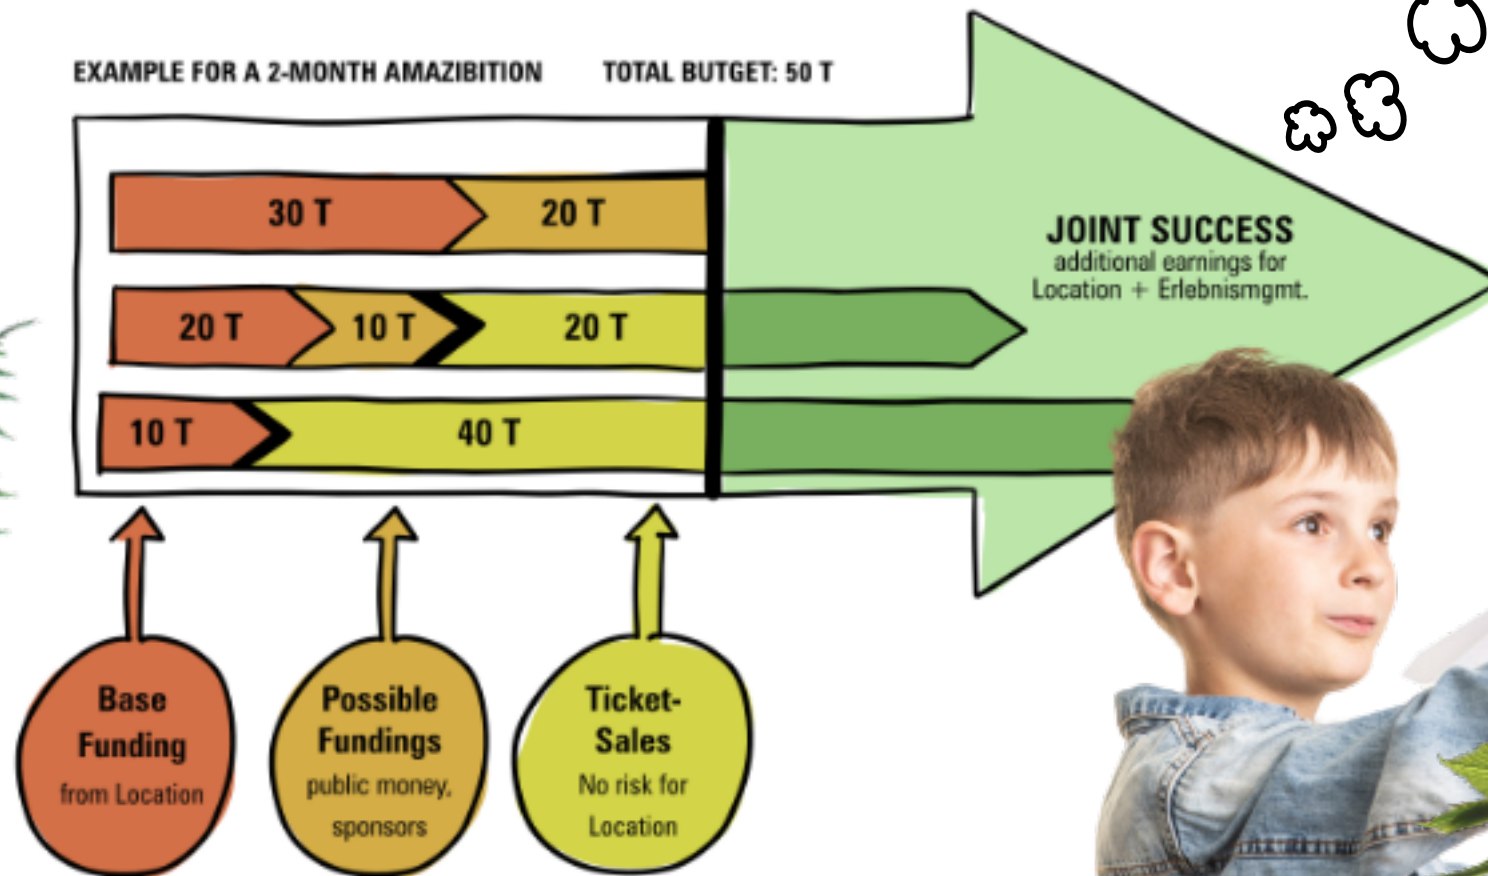 EXAMPLE FOR A 2-MONTH AMAZIBITION
TOTAL BUTGET: 50 T
30 T
20 T
JOINT SUCCESS
additional earnings for
Location + Erlebnismgmt.
20 T
10 T
20 T
10 T
40 T
Base
Funding
from Location
Possible
Fundings
public money,
sponsors
Ticket-
Sales
No risk for
Location